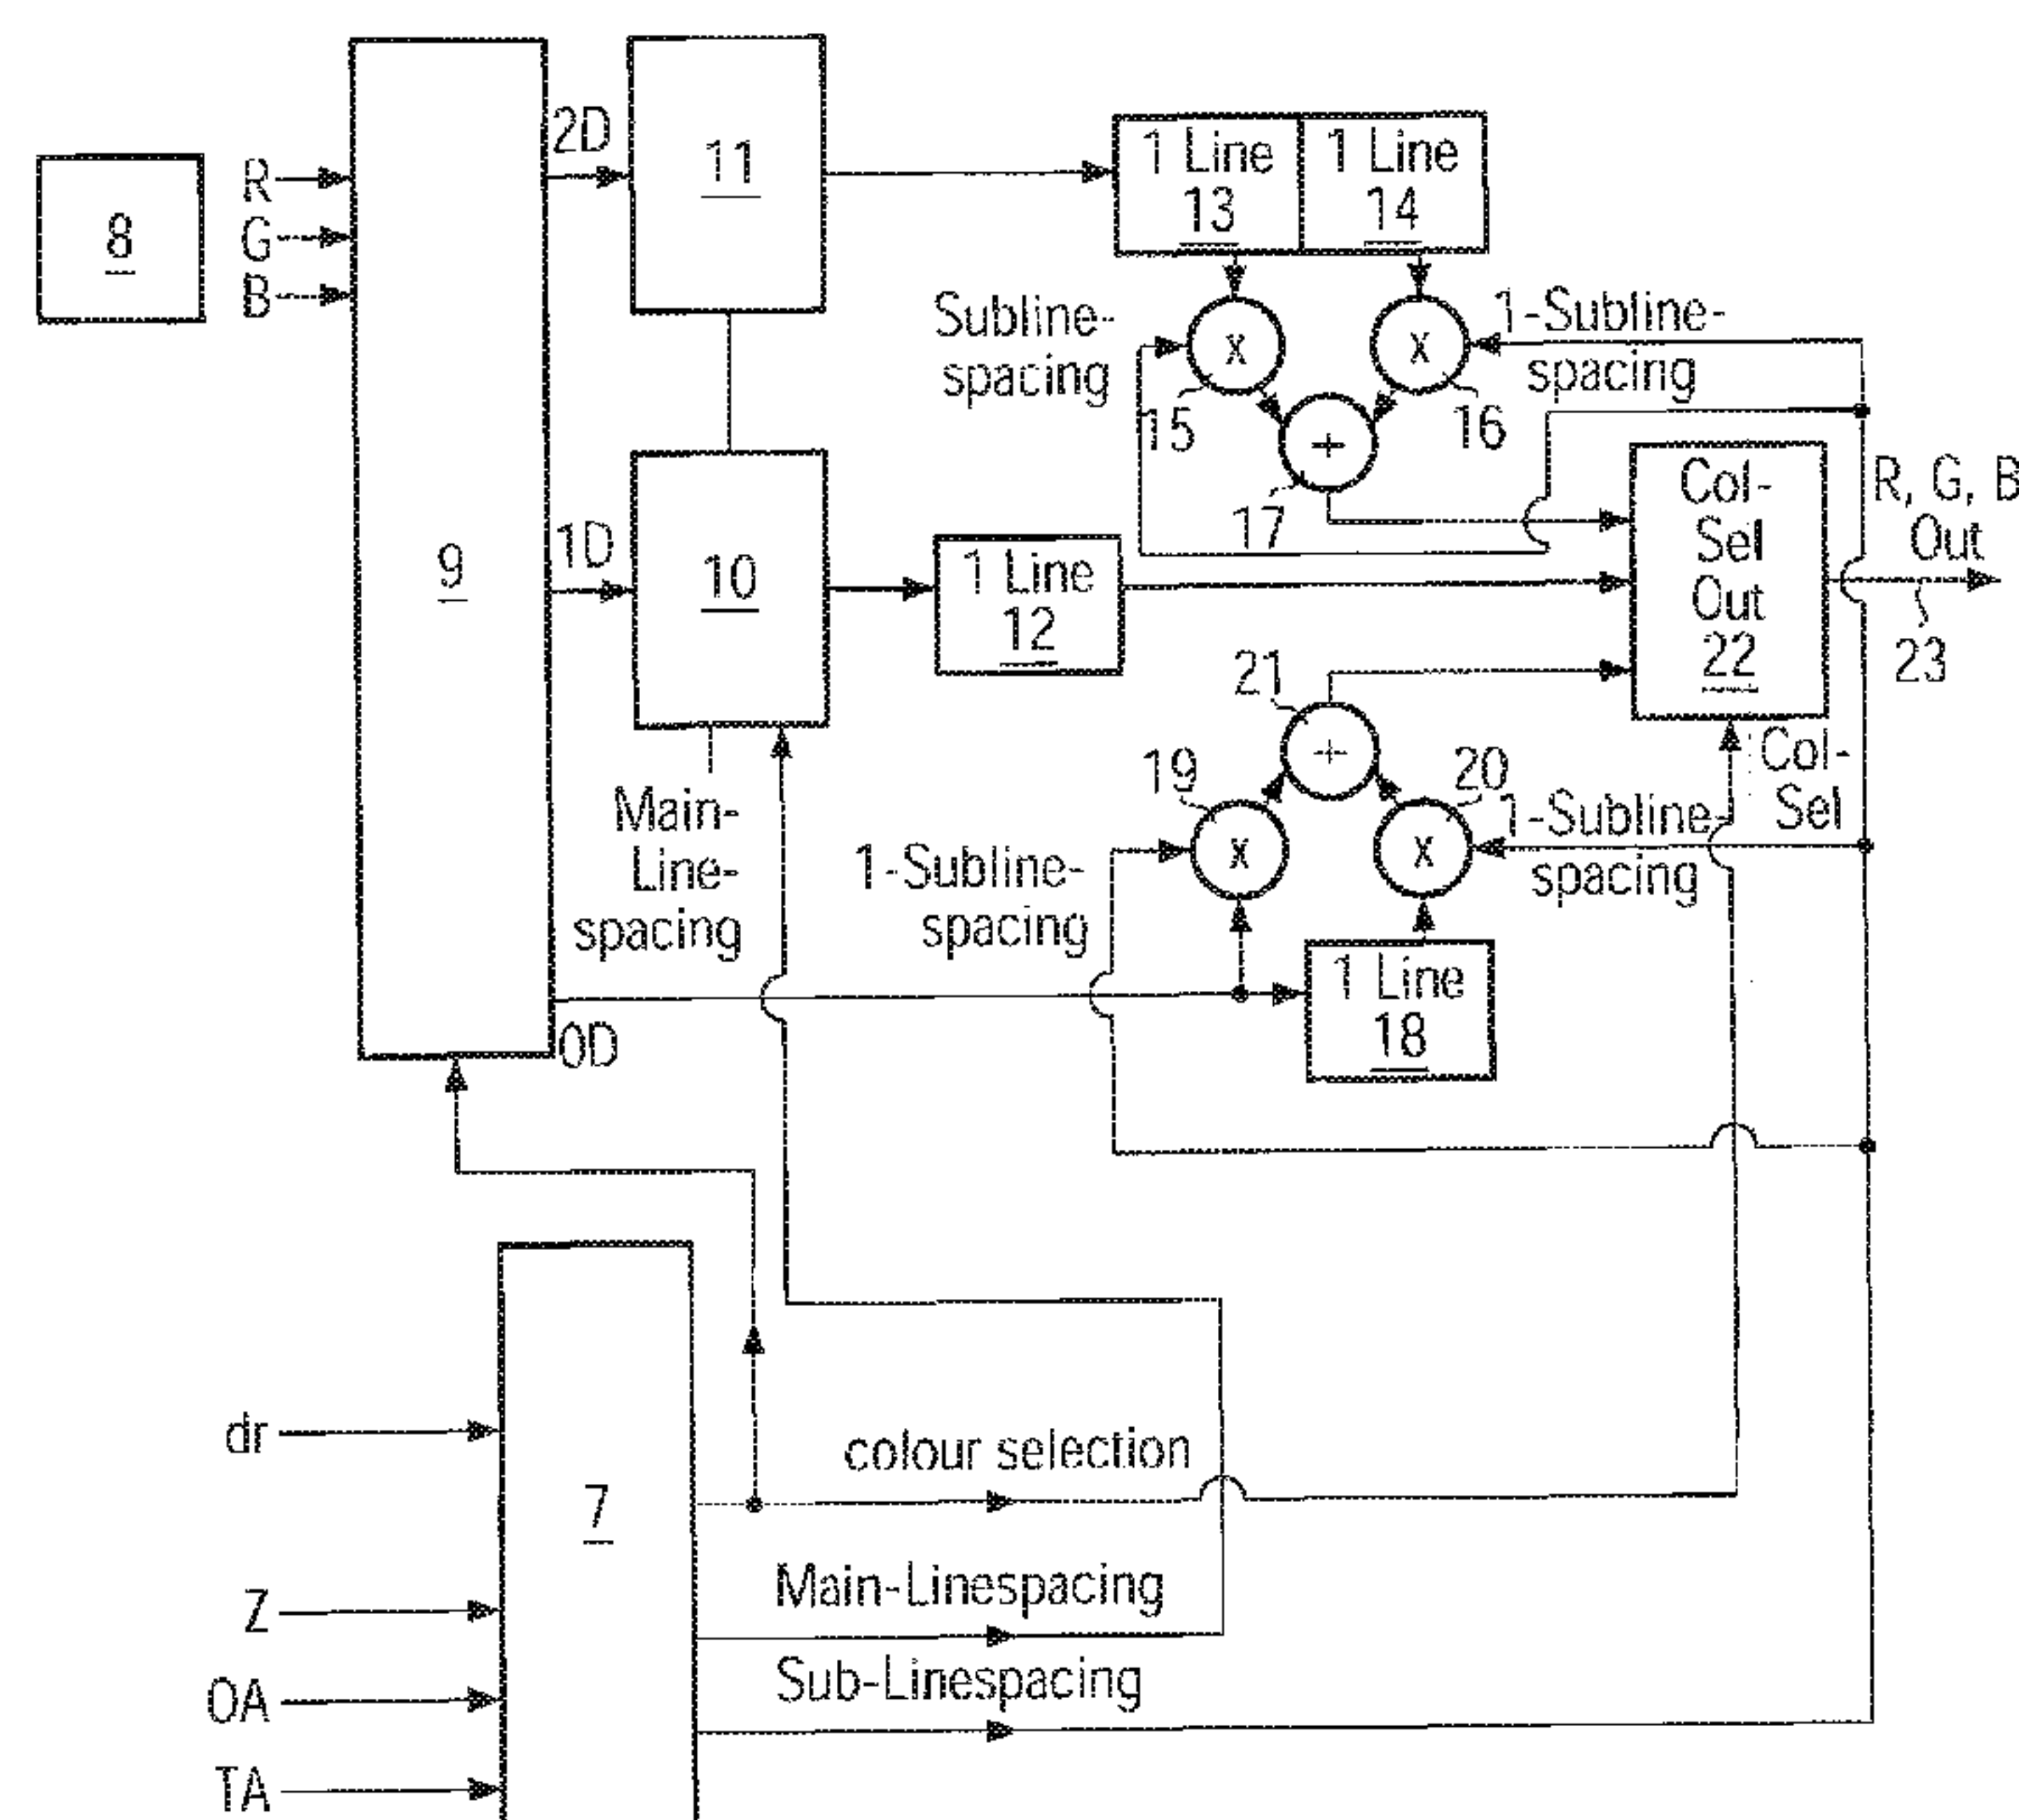 8
R
G
B
9
2D
11
1 Line
13
1 Line
14
Subline-
spacing
x
15
x
16
1-Subline-
spacing
+
17
1D
10
1 Line
12
Col-
Sel
Out
22
R, G, B
Out
23
Main-
Line-
spacing
21
+
19
x
20
x
1-Subline-
spacing
1-Subline-
spacing
Col-
Sel
0D
1 Line
18
7
dr
Z
OA
TA
colour selection
Main-Linespacing
Sub-Linespacing